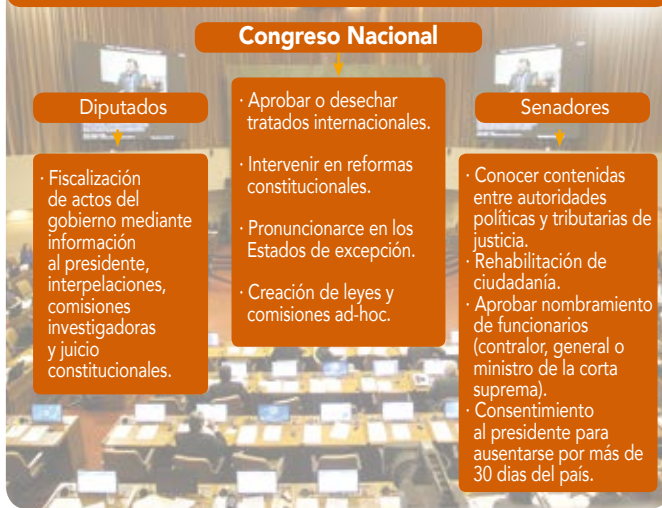 Congreso Nacional
Diputados
· Fiscalización
de actos del
gobierno mediante
información
al presidente,
interpelaciones,
comisiones
investigadoras
y juicio
constitucionales.
· Aprobar o desechar
tratados internacionales.
· Intervenir en reformas
constitucionales.
· Pronuncionarce en los
Estados de excepción.
· Creación de leyes y
comisiones ad-hoc.
Senadores
· Conocer contenidas
entre autoridades
políticas y tributarias de
justicia.
· Rehabilitación de
ciudadanía.
· Aprobar nombramiento
de funcionarios
(contralor, general o
ministro de la corta
suprema).
· Consentimiento
al presidente para
ausentarse por más de
30 dias del país.